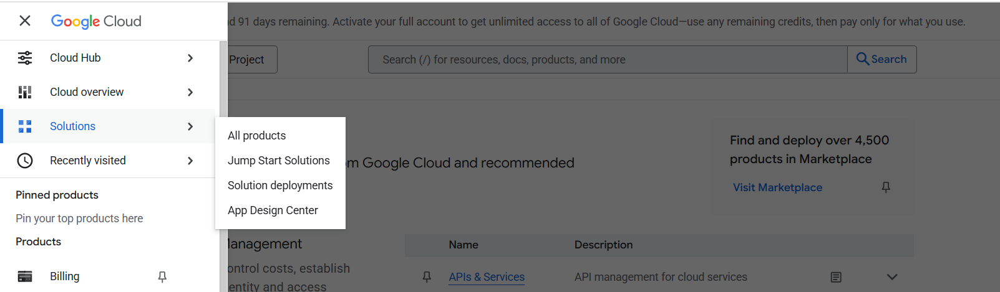 Google Cloud
91 days remaining. Activate your full account to get unlimited access to all of Google Cloud—use any remaining credits, then pay only for what you use.
Cloud Hub
Project
Search (/) for resources, docs, products, and more
Search
Cloud overview
Solutions
Recently visited
All products
Jump Start Solutions
Solution deployments
App Design Center
Google Cloud and recommended
Find and deploy over 4,500
products in Marketplace
Visit Marketplace
Pinned products
Pin your top products here
Products
Billing
Management
control costs, establish
identity and access
Name
Description
APIs & Services
API management for cloud services